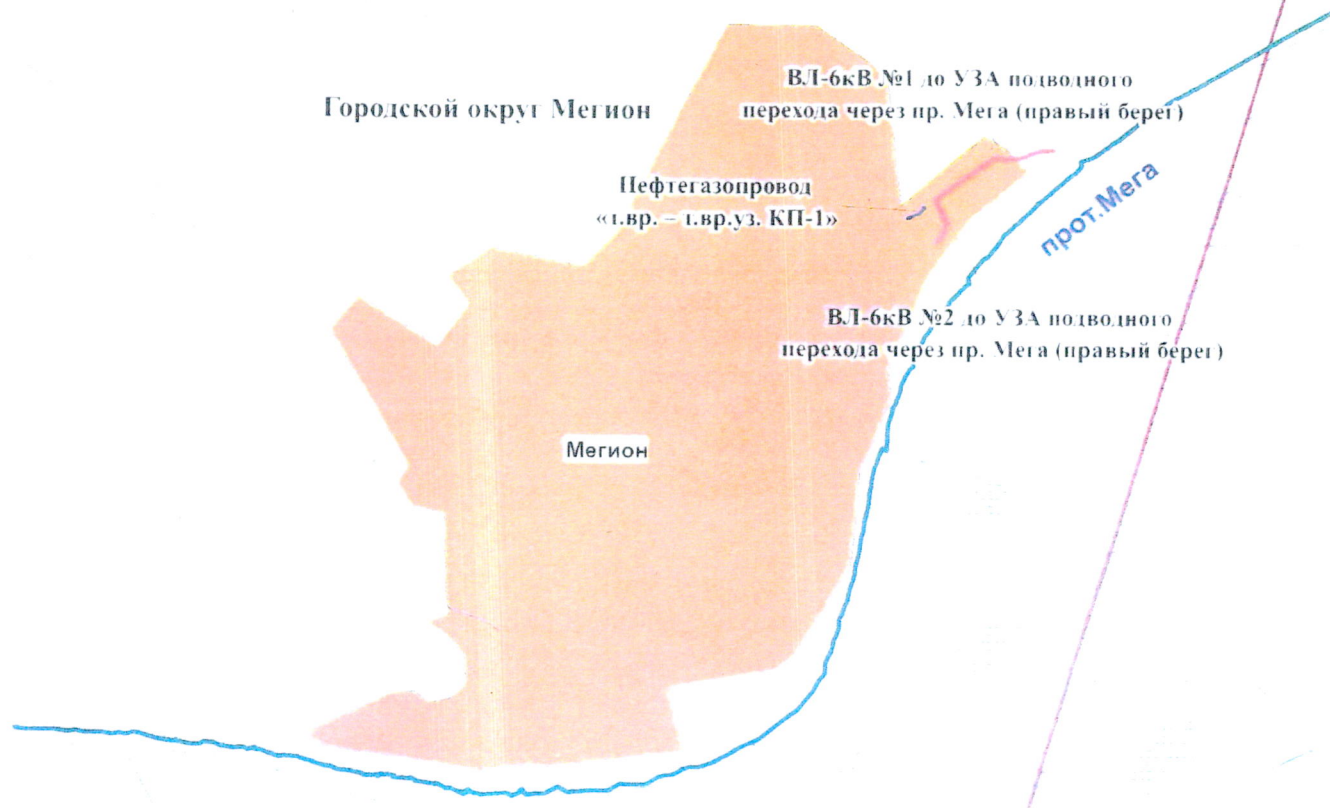 ВЛ-6кВ №1 до УЗА подводного
перехода через пр. Мега (правый берег)
Городской округ Мегион
Нефтегазопровод
«т.вр. – т.вр.уз. КП-1»
прот.Мега
ВЛ-6кВ №2 до УЗА подводного
перехода через пр. Мега (правый берег)
Мегион